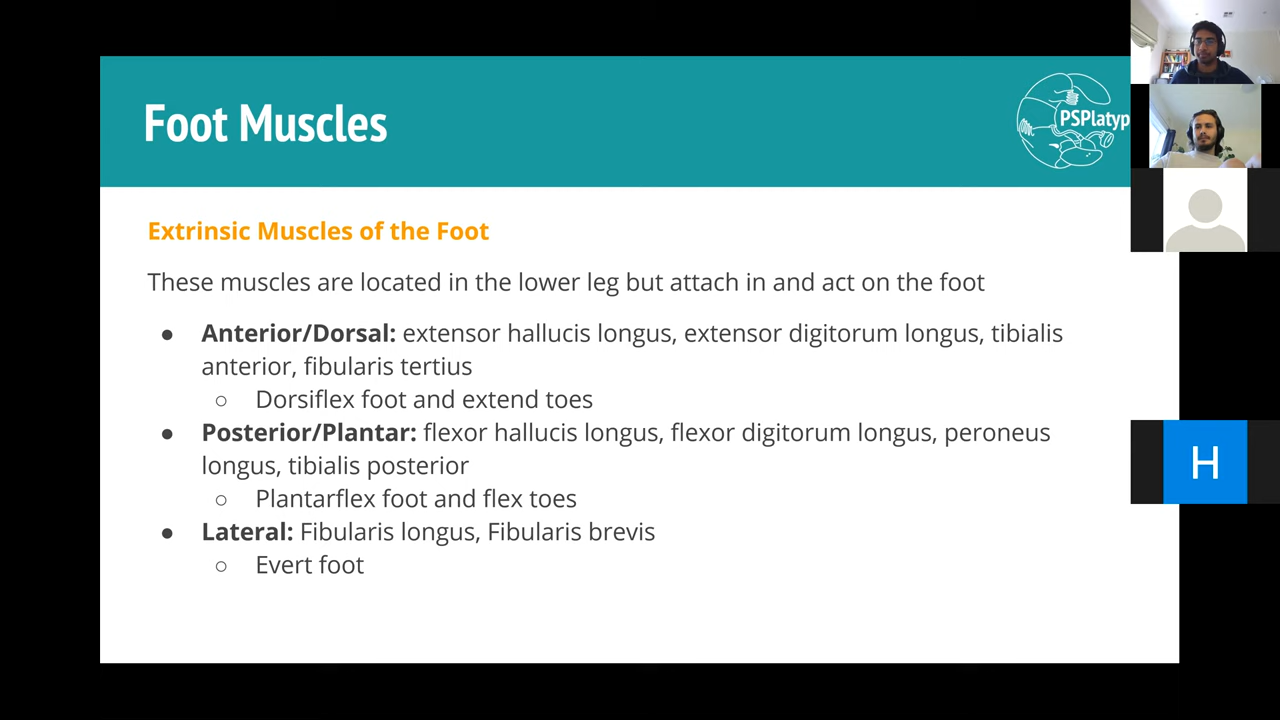 Foot Muscles
PSPlatyp
Extrinsic Muscles of the Foot
These muscles are located in the lower leg but attach in and act on the foot
● Anterior/Dorsal: extensor hallucis longus, extensor digitorum longus, tibialis
anterior, fibularis tertius
○ Dorsiflex foot and extend toes
● Posterior/Plantar: flexor hallucis longus, flexor digitorum longus, peroneus
longus, tibialis posterior
○ Plantarflex foot and flex toes
● Lateral: Fibularis longus, Fibularis brevis
○ Evert foot
H